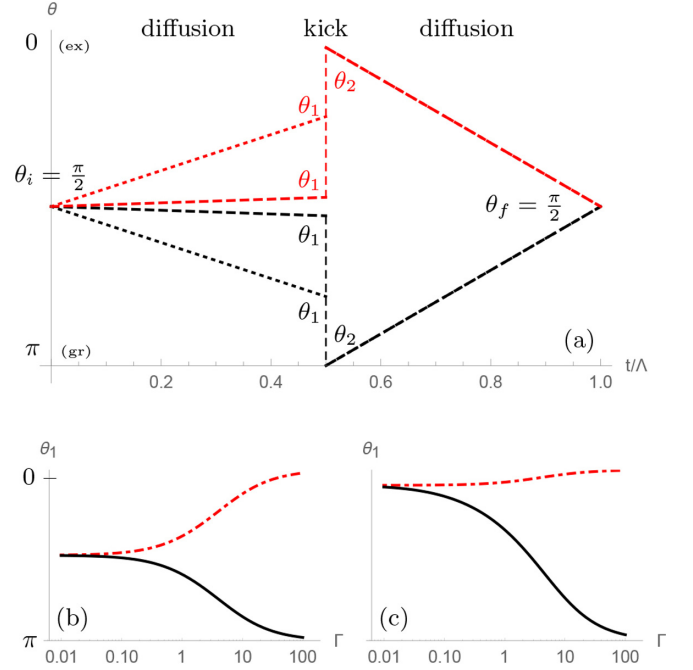 θ
diffusion kick diffusion
0 (ex)
θ₂
θ₁
θᵢ = π/2
θ₁
θ_f = π/2
θ₁
θ₁
θ₂
π (gr)
(a)
0.2 0.4 0.6 0.8 1.0 t/Λ
θ₁ θ₁
0
(b) (c)
π Γ Γ
0.01 0.10 1 10 100 0.01 0.10 1 10 100